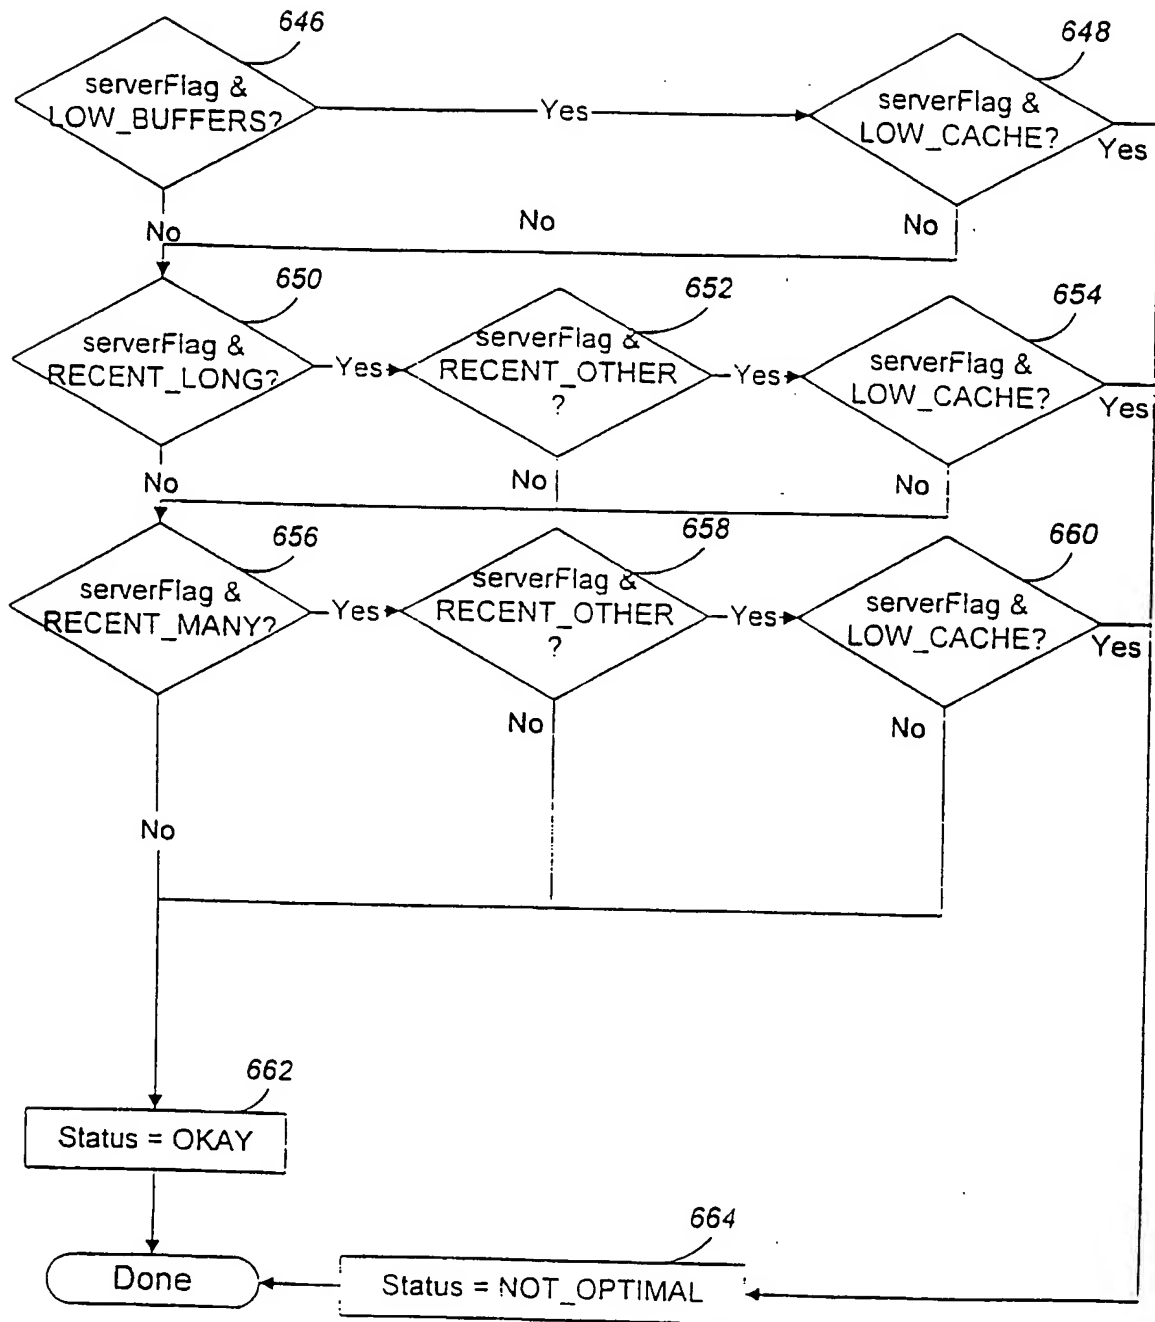 646
648
serverFlag &
LOW_BUFFERS?
Yes
serverFlag &
LOW_CACHE?
Yes
No
No
No
650
652
654
serverFlag &
RECENT_LONG?
Yes
serverFlag &
RECENT_OTHER
?
Yes
serverFlag &
LOW_CACHE?
Yes
No
No
No
656
658
660
serverFlag &
RECENT_MANY?
Yes
serverFlag &
RECENT_OTHER
?
Yes
serverFlag &
LOW_CACHE?
Yes
No
No
No
662
Status = OKAY
664
Done
Status = NOT_OPTIMAL